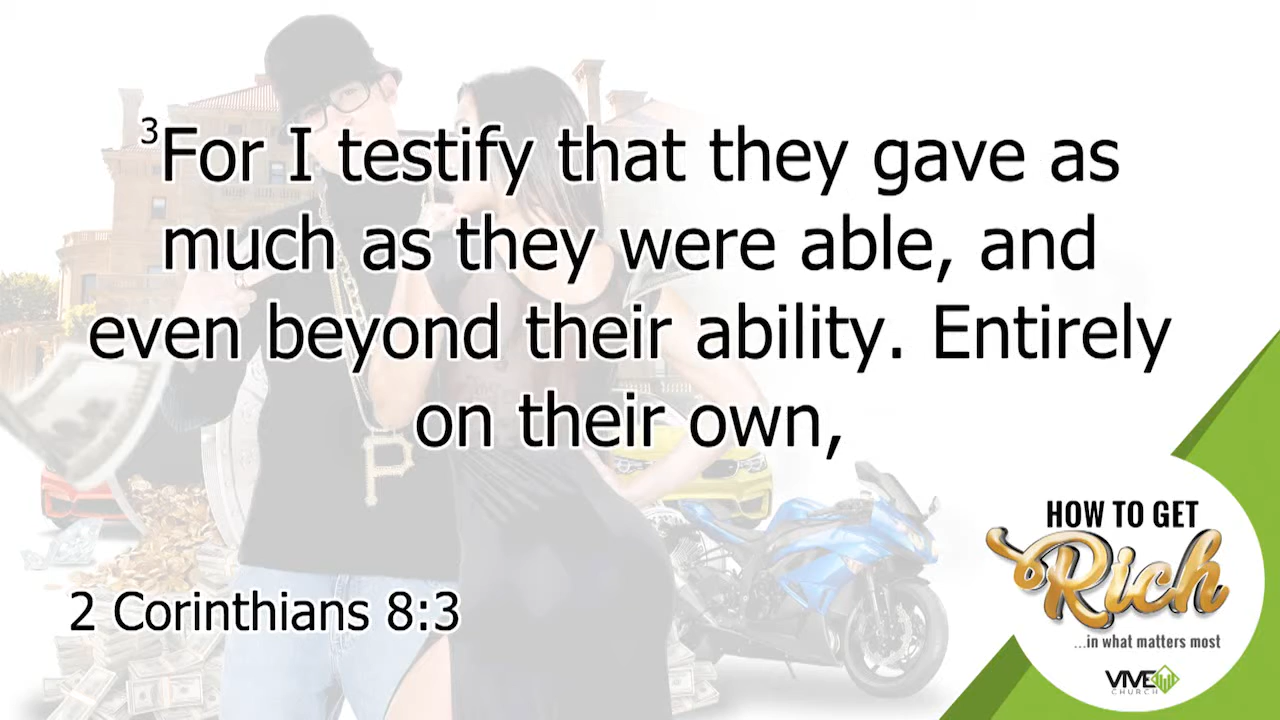 ³For I testify that they gave as
much as they were able, and
even beyond their ability. Entirely
on their own,
2 Corinthians 8:3
HOW TO GET
Rich
...in what matters most
VIVE
CHURCH
P